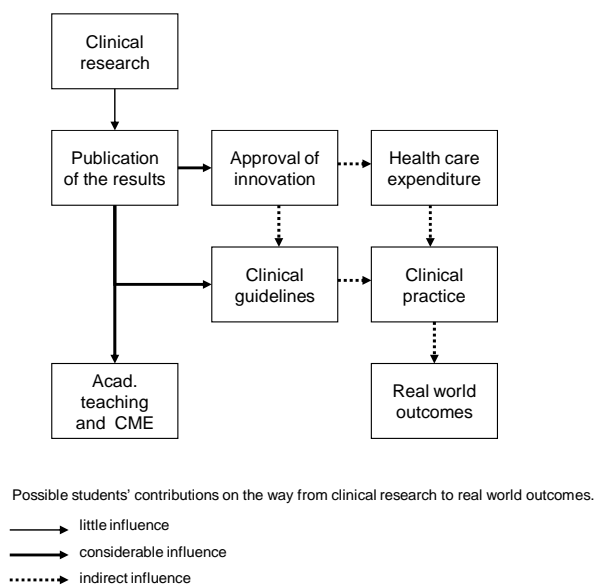 Clinical
research
Publication
of the results
Approval of
innovation
Health care
expenditure
Clinical
guidelines
Clinical
practice
Acad.
teaching
and CME
Real world
outcomes
Possible students' contributions on the way from clinical research to real world outcomes.
little influence
considerable influence
indirect influence